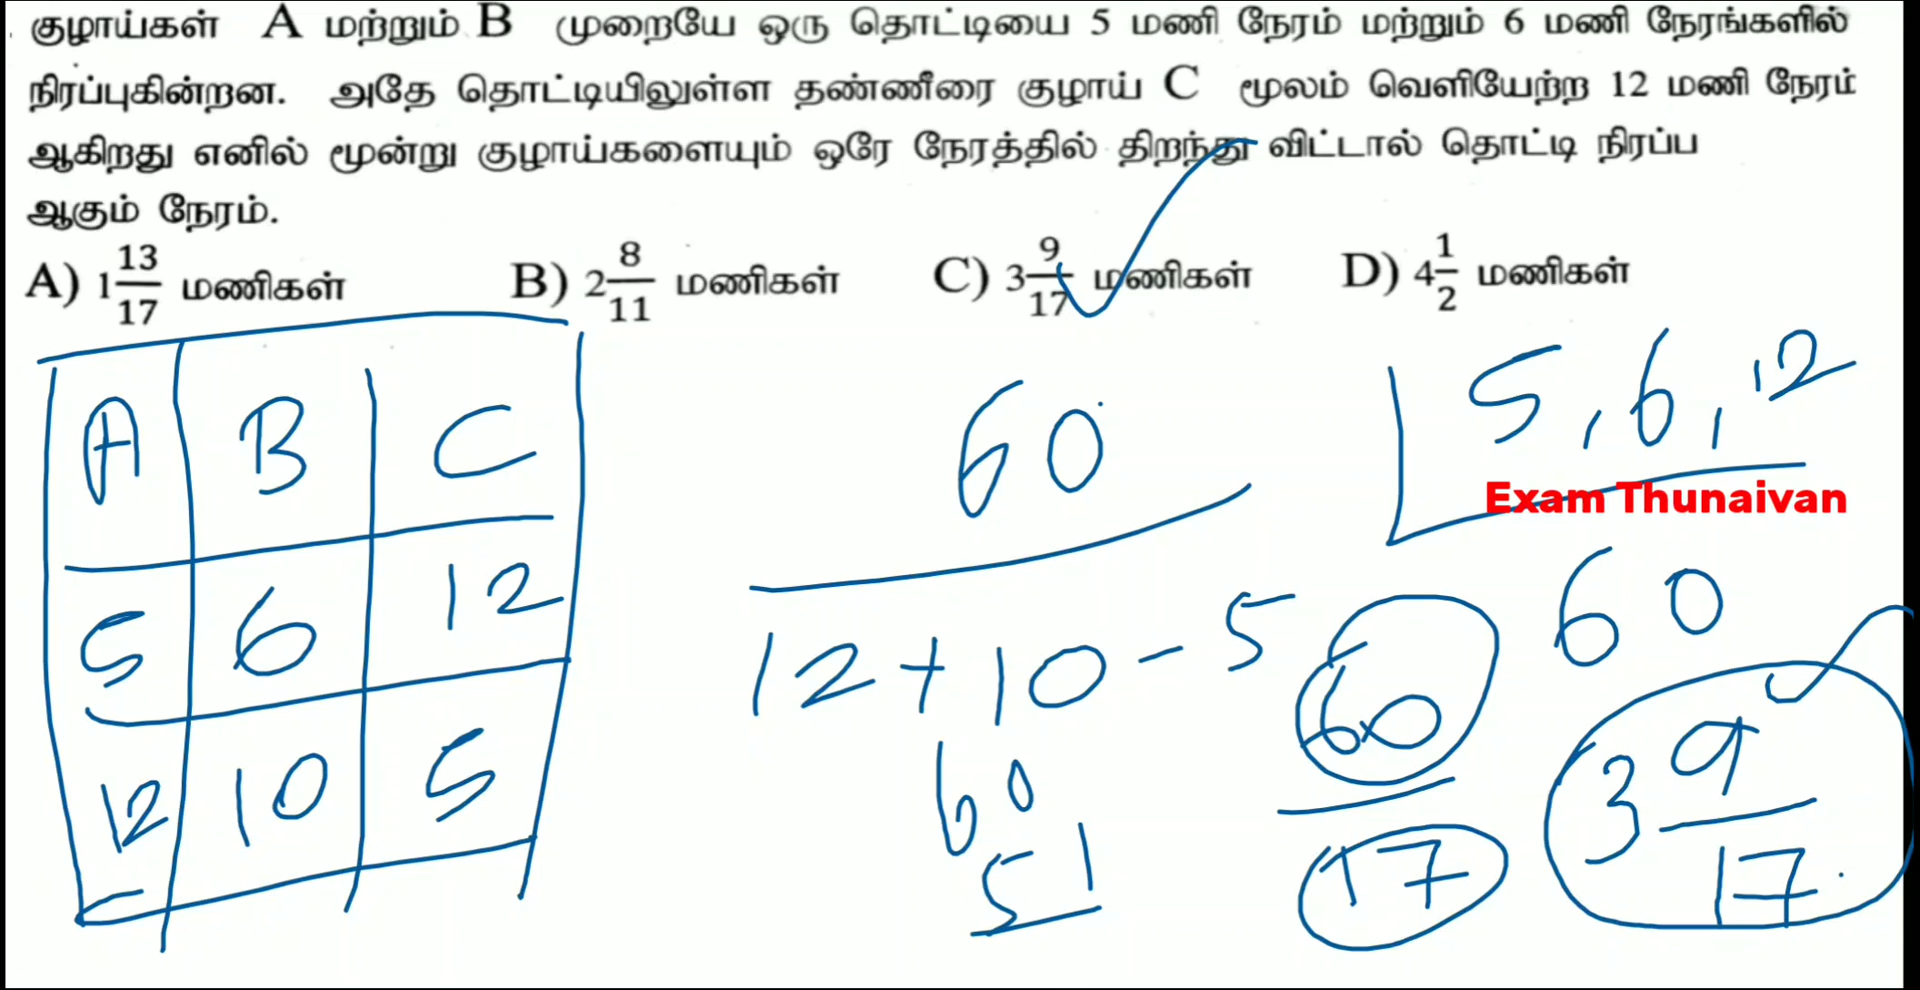 குழாய்கள் A மற்றும் B முறையே ஒரு தொட்டியை 5 மணி நேரம் மற்றும் 6 மணி நேரங்களில்
நிரப்புகின்றன. அதே தொட்டியிலுள்ள தண்ணீரை குழாய் C மூலம் வெளியேற்ற 12 மணி நேரம்
ஆகிறது எனில் மூன்று குழாய்களையும் ஒரே நேரத்தில் திறந்து விட்டால் தொட்டி நிரப்ப
ஆகும் நேரம்.
A) 1 13/17 மணிகள் B) 2 8/11 மணிகள் C) 3 9/17 மணிகள் D) 4 1/2 மணிகள்
A B C
5 6 12
12 10 5
60
12 + 10 - 5
60
51
60
17
5, 6, 12
Exam Thunaivan
60
3 9/17